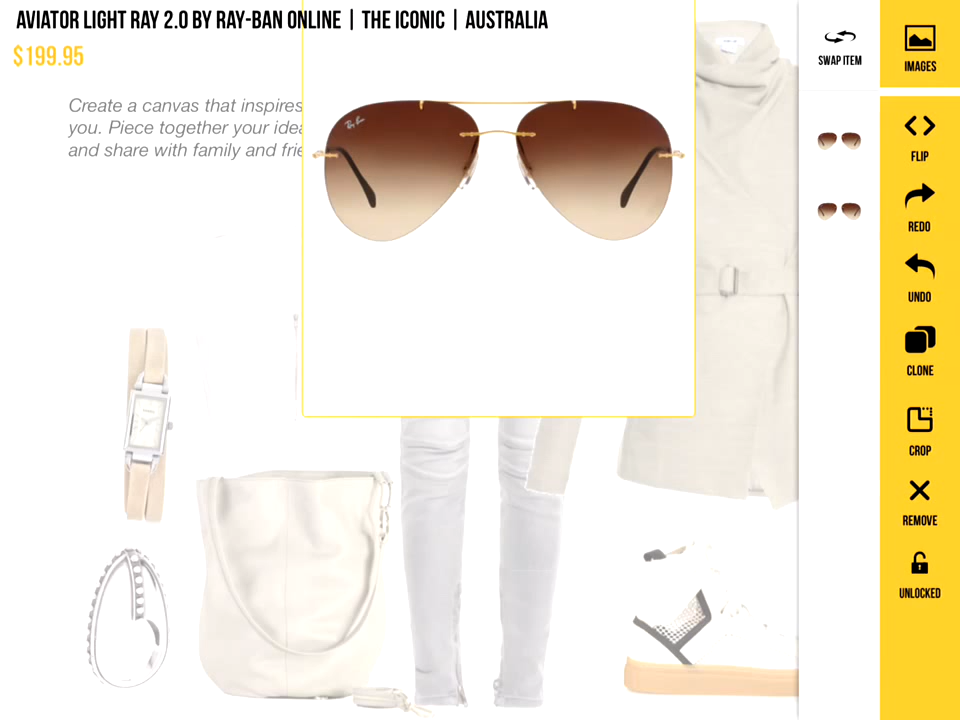 AVIATOR LIGHT RAY 2.0 BY RAY-BAN ONLINE | THE ICONIC | AUSTRALIA
$199.95
Create a canvas that inspires
you. Piece together your idea
and share with family and frie
Ray-Ban
SWAP ITEM
IMAGES
FLIP
REDO
UNDO
CLONE
CROP
REMOVE
UNLOCKED